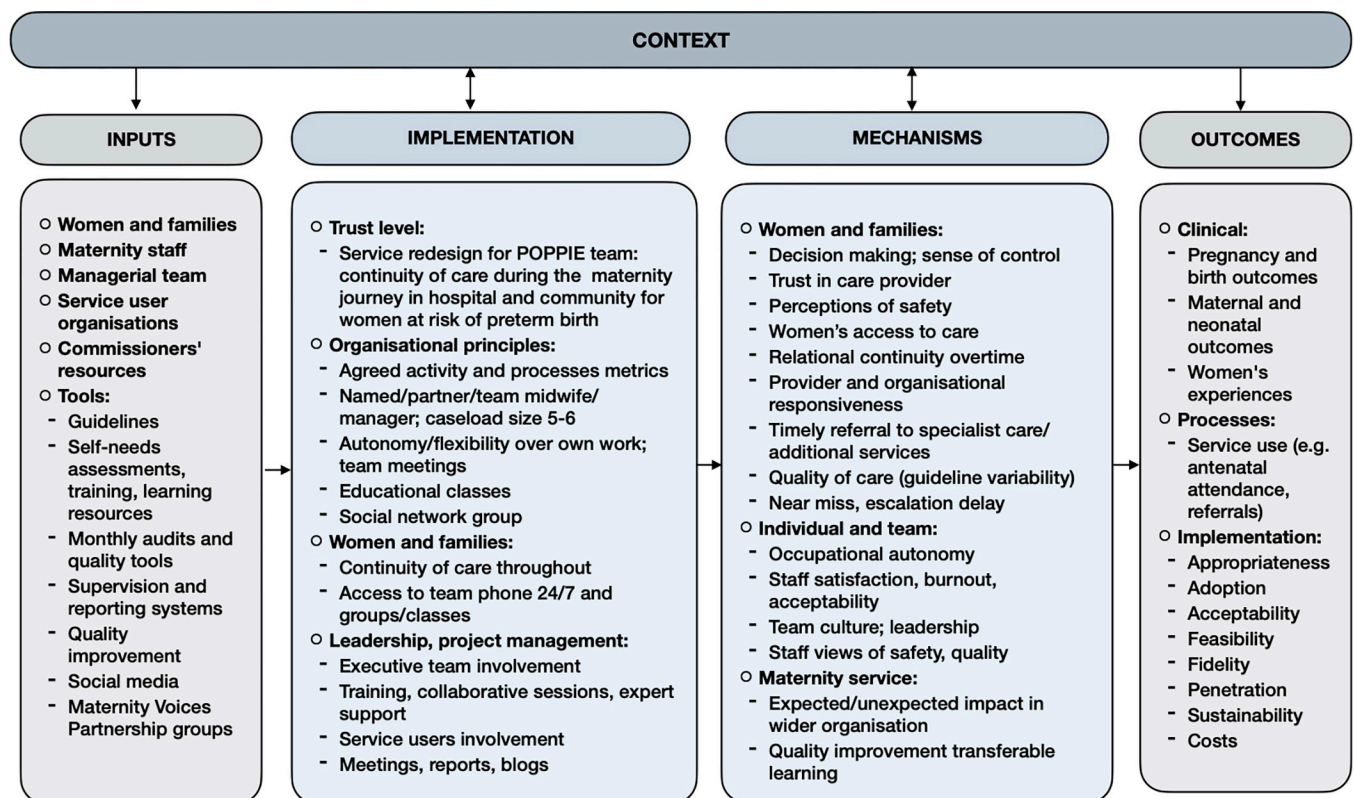 CONTEXT
INPUTS
○ Women and families
○ Maternity staff
○ Managerial team
○ Service user
organisations
○ Commissioners'
resources
○ Tools:
- Guidelines
- Self-needs
assessments,
training, learning
resources
- Monthly audits and
quality tools
- Supervision and
reporting systems
- Quality
improvement
- Social media
- Maternity Voices
Partnership groups
IMPLEMENTATION
○ Trust level:
- Service redesign for POPPIE team:
continuity of care during the maternity
journey in hospital and community for
women at risk of preterm birth
○ Organisational principles:
- Agreed activity and processes metrics
- Named/partner/team midwife/
manager; caseload size 5-6
- Autonomy/flexibility over own work;
team meetings
- Educational classes
- Social network group
○ Women and families:
- Continuity of care throughout
- Access to team phone 24/7 and
groups/classes
○ Leadership, project management:
- Executive team involvement
- Training, collaborative sessions, expert
support
- Service users involvement
- Meetings, reports, blogs
MECHANISMS
○ Women and families:
- Decision making; sense of control
- Trust in care provider
- Perceptions of safety
- Women's access to care
- Relational continuity overtime
- Provider and organisational
responsiveness
- Timely referral to specialist care/
additional services
- Quality of care (guideline variability)
- Near miss, escalation delay
○ Individual and team:
- Occupational autonomy
- Staff satisfaction, burnout,
acceptability
- Team culture; leadership
- Staff views of safety, quality
○ Maternity service:
- Expected/unexpected impact in
wider organisation
- Quality improvement transferable
learning
OUTCOMES
○ Clinical:
- Pregnancy and
birth outcomes
- Maternal and
neonatal
outcomes
- Women's
experiences
○ Processes:
- Service use (e.g.
antenatal
attendance,
referrals)
○ Implementation:
- Appropriateness
- Adoption
- Acceptability
- Feasibility
- Fidelity
- Penetration
- Sustainability
- Costs